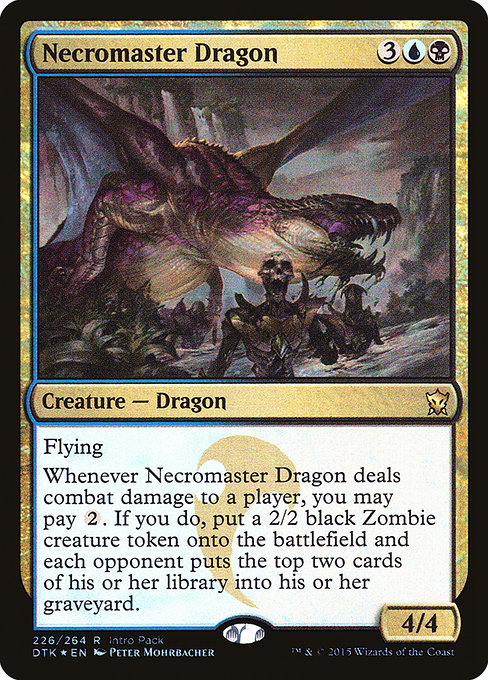 Necromaster Dragon 3
Creature — Dragon
Flying
Whenever Necromaster Dragon deals
combat damage to a player, you may
pay 2. If you do, put a 2/2 black Zombie
creature token onto the battlefield and
each opponent puts the top two cards
of his or her library into his or her
graveyard.
4/4
226/264 R Intro Pack
DTK ★ EN Peter Mohrbacher
™ & © 2015 Wizards of the Coast